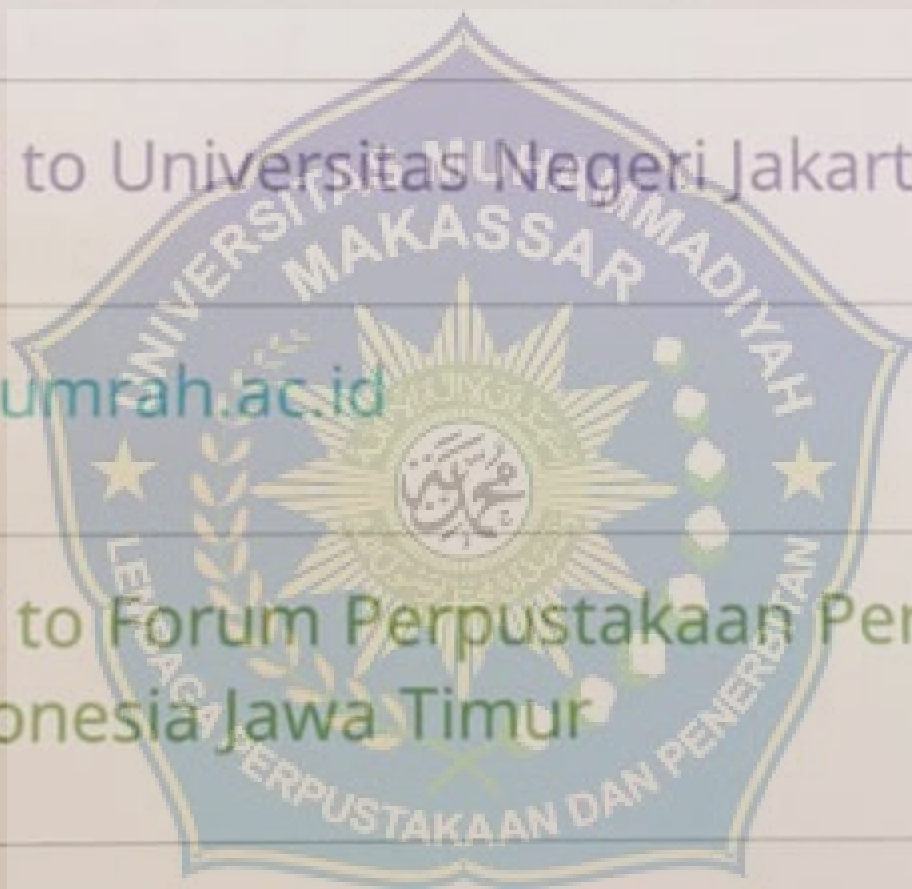 to Universitas Negeri Jakart
UNIVERSITAS MUHAMMADIYAH
MAKASSAR
umrah.ac.id
محمدية
to Forum Perpustakaan Per
onesia Jawa Timur
LEMBAGA PERPUSTAKAAN DAN PENERBITAN